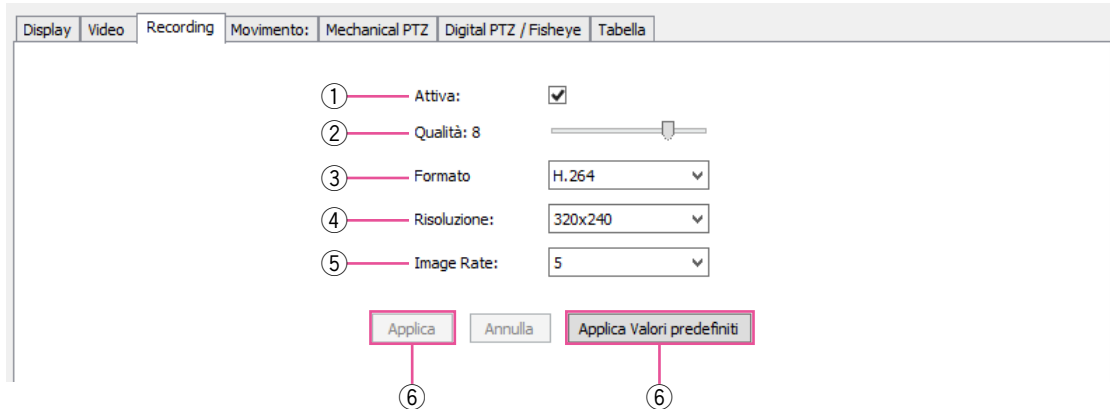 Display Video Recording Movimento: Mechanical PTZ Digital PTZ / Fisheye Tabella
① Attiva:
② Qualità: 8
③ Formato H.264
④ Risoluzione: 320x240
⑤ Image Rate: 5
Applica Annulla Applica Valori predefiniti
⑥ ⑥